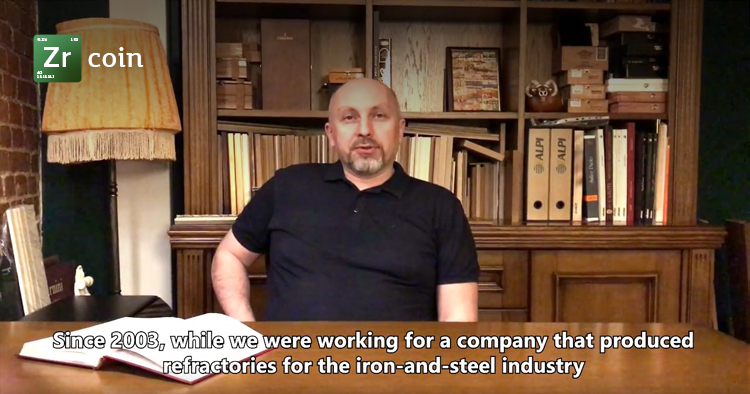 Zr coin
ALPI
ALPI
Since 2003, while we were working for a company that produced
refractories for the iron-and-steel industry